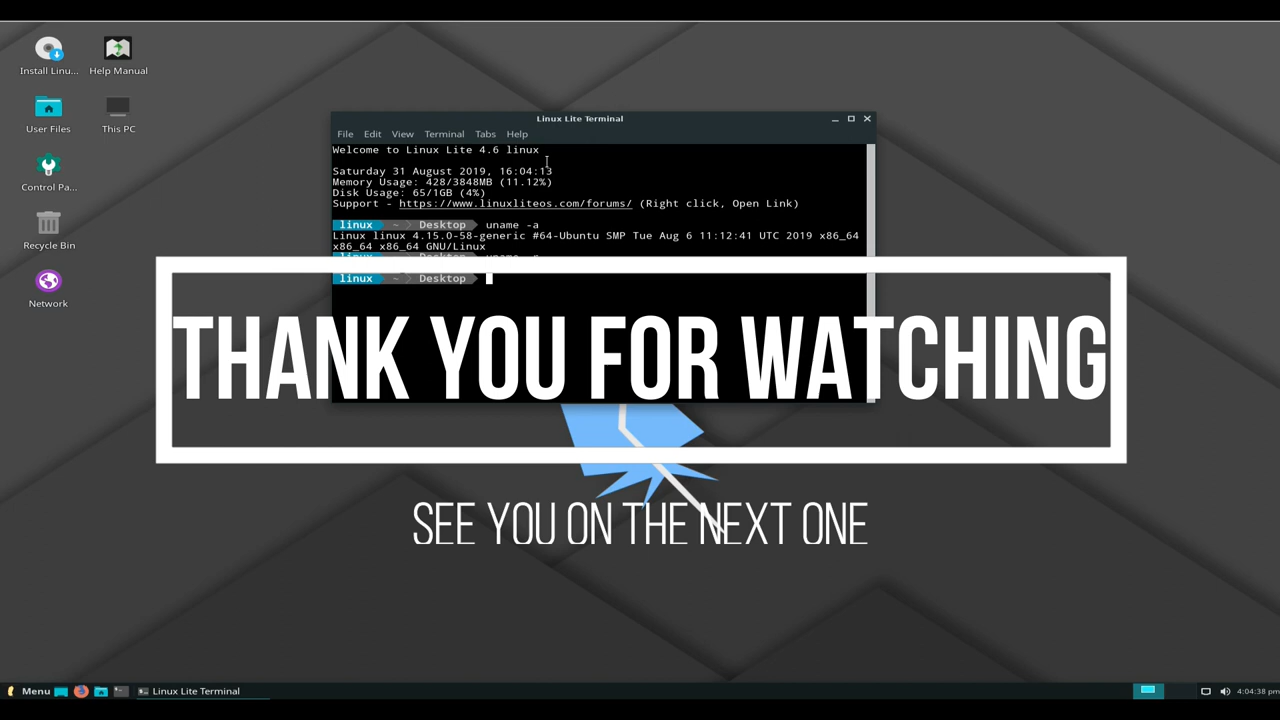 Install Linu...
Help Manual
User Files
This PC
Control Pa...
Recycle Bin
Network
Linux Lite Terminal
File Edit View Terminal Tabs Help
Welcome to Linux Lite 4.6 linux
Saturday 31 August 2019, 16:04:13
Memory Usage: 428/3848MB (11.12%)
Disk Usage: 65/1GB (4%)
Support - https://www.linuxliteos.com/forums/ (Right click, Open Link)
linux ~ Desktop uname -a
Linux linux 4.15.0-58-generic #64-Ubuntu SMP Tue Aug 6 11:12:41 UTC 2019 x86_64
x86_64 x86_64 GNU/Linux
linux ~ Desktop
THANK YOU FOR WATCHING
SEE YOU ON THE NEXT ONE
Menu
Linux Lite Terminal
4:04:38 pm